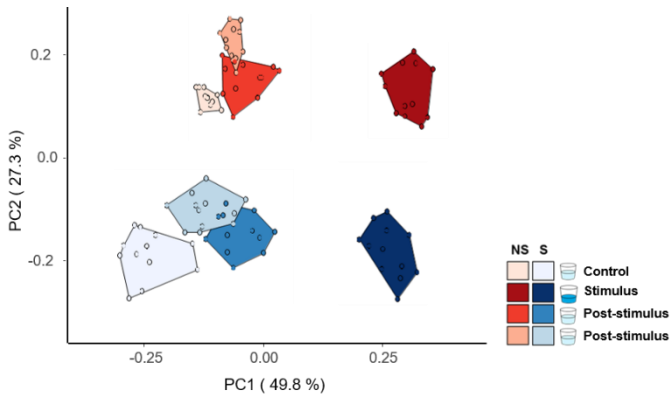 0.2
0.0
-0.2
PC2 ( 27.3 %)
-0.25
0.00
0.25
PC1 ( 49.8 %)
NS S
Control
Stimulus
Post-stimulus
Post-stimulus